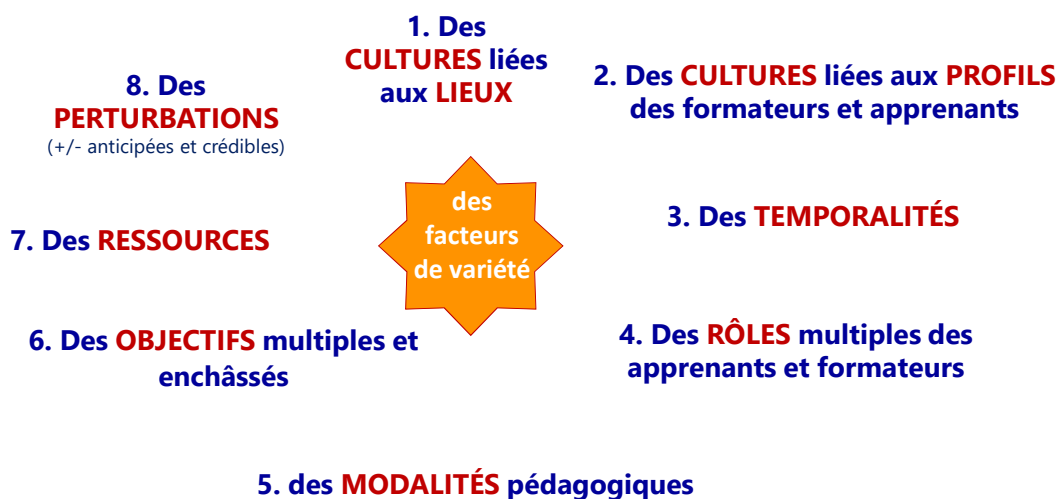 1. Des
CULTURES liées
aux LIEUX
2. Des CULTURES liées aux PROFILS
des formateurs et apprenants
3. Des TEMPORALITÉS
4. Des RÔLES multiples des
apprenants et formateurs
5. des MODALITÉS pédagogiques
6. Des OBJECTIFS multiples et
enchâssés
7. Des RESSOURCES
8. Des
PERTURBATIONS
(+/- anticipées et crédibles)
des
facteurs
de variété